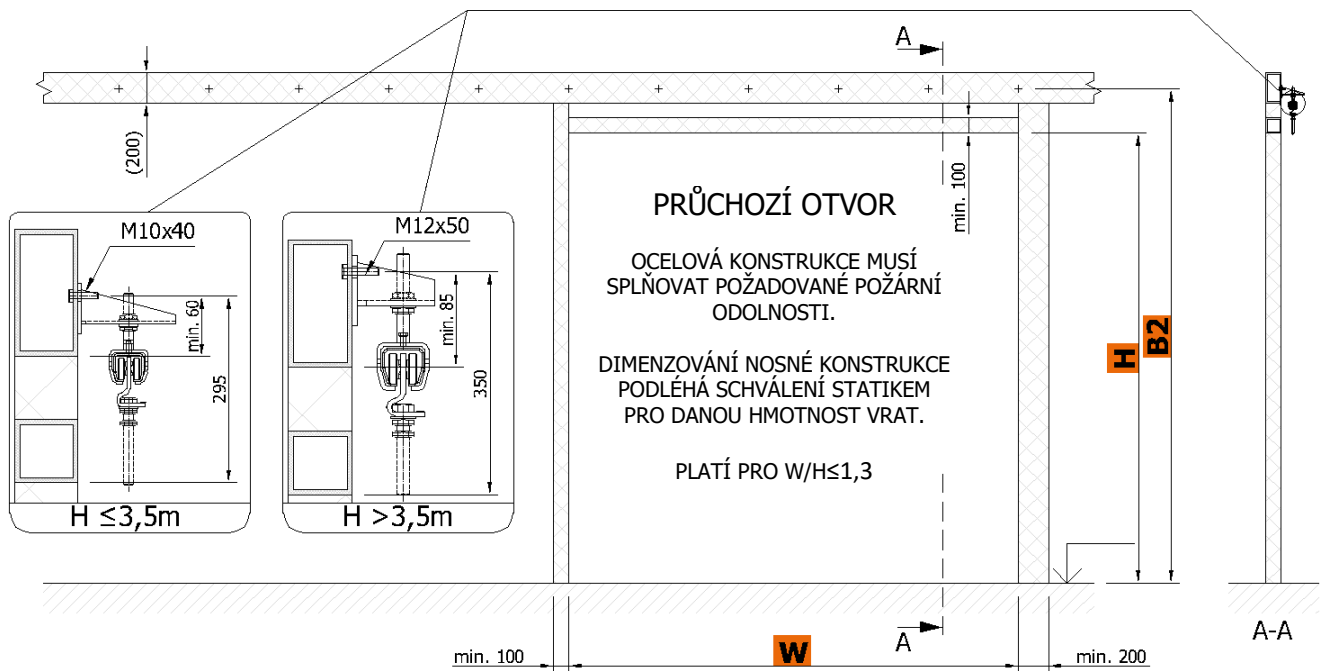 A
(200)
min. 100
M10x40
min. 60
295
H ≤3,5m
M12x50
min. 85
350
H >3,5m
PRŮCHOZÍ OTVOR
OCELOVÁ KONSTRUKCE MUSÍ
SPLŇOVAT POŽADOVANÉ POŽÁRNÍ
ODOLNOSTI.
DIMENZOVÁNÍ NOSNÉ KONSTRUKCE
PODLÉHÁ SCHVÁLENÍ STATIKEM
PRO DANOU HMOTNOST VRAT.
PLATÍ PRO W/H≤1,3
H
B2
A
A-A
min. 100
W
min. 200